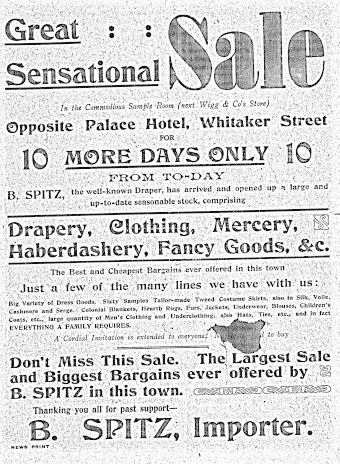 Great : :
Sensational
Sale
In the Commodious Sample Room (next Wigg & Co's Store)
Opposite Palace Hotel, Whitaker Street
FOR
10 MORE DAYS ONLY 10
FROM TO-DAY
B. SPITZ, the well-known Draper, has arrived and opened up a large and
up-to-date seasonable stock, comprising
Drapery, Clothing, Mercery,
Haberdashery, Fancy Goods, &c.
The Best and Cheapest Bargains ever offered in this town
Just a few of the many lines we have with us:
Big Variety of Dress Goods. Sixty Samples Tailor-made Tweed Costume Skirts, also in Silk, Voile,
Cashmere and Serge. Colonial Blankets, Hearth Rugs, Furs, Jackets, Underwear, Blouses, Children's
Coats, etc., large quantity of Men's Clothing and Underclothing, also Hats, Ties, etc., and in fact
EVERYTHING A FAMILY REQUIRES.
A Cordial Invitation is extended to everyone to
Don't Miss This Sale. The Largest Sale
and Biggest Bargains ever offered by
B. SPITZ in this town.
Thanking you all for past support—
B. SPITZ, Importer.
NEWS PRINT